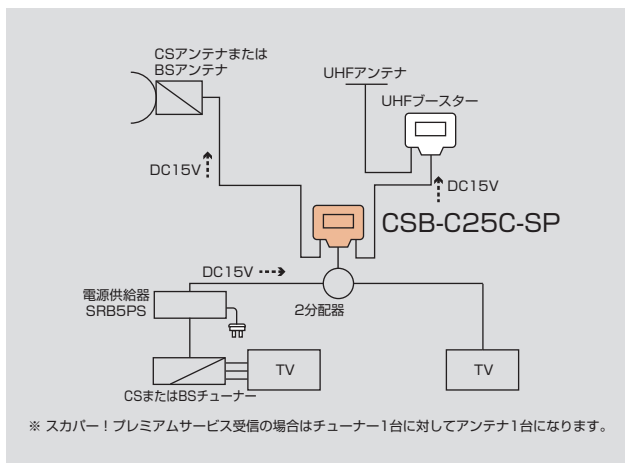 CSアンテナまたは
BSアンテナ
UHFアンテナ
UHFブースター
DC15V
DC15V
CSB-C25C-SP
DC15V
電源供給器
SRB5PS
2分配器
TV
TV
CSまたはBSチューナー
※ スカパー!プレミアムサービス受信の場合はチューナー1台に対してアンテナ1台になります。